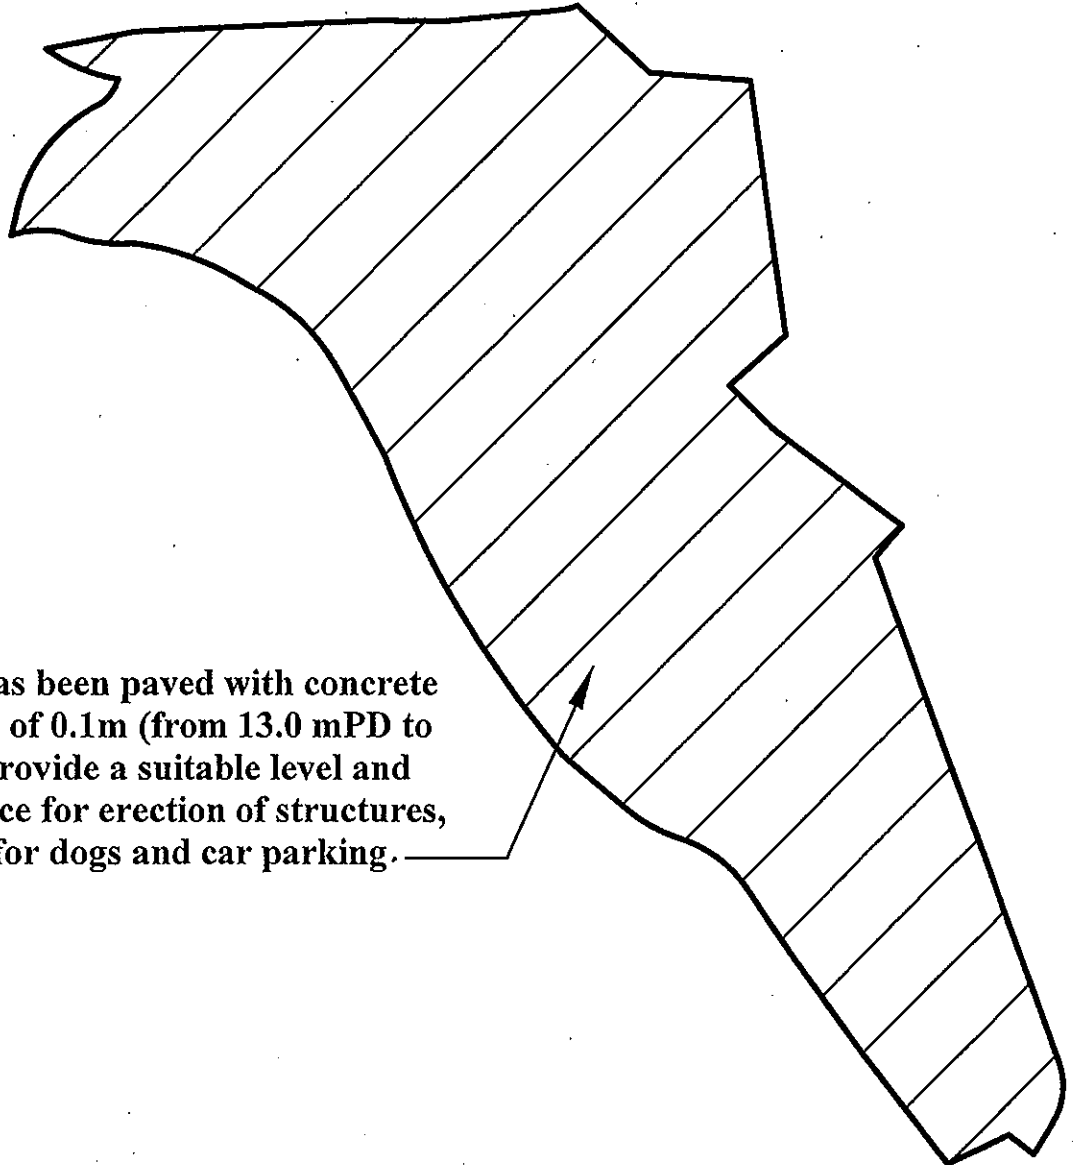 as been paved with concrete
of 0.1m (from 13.0 mPD to
rovide a suitable level and
ce for erection of structures,
for dogs and car parking.